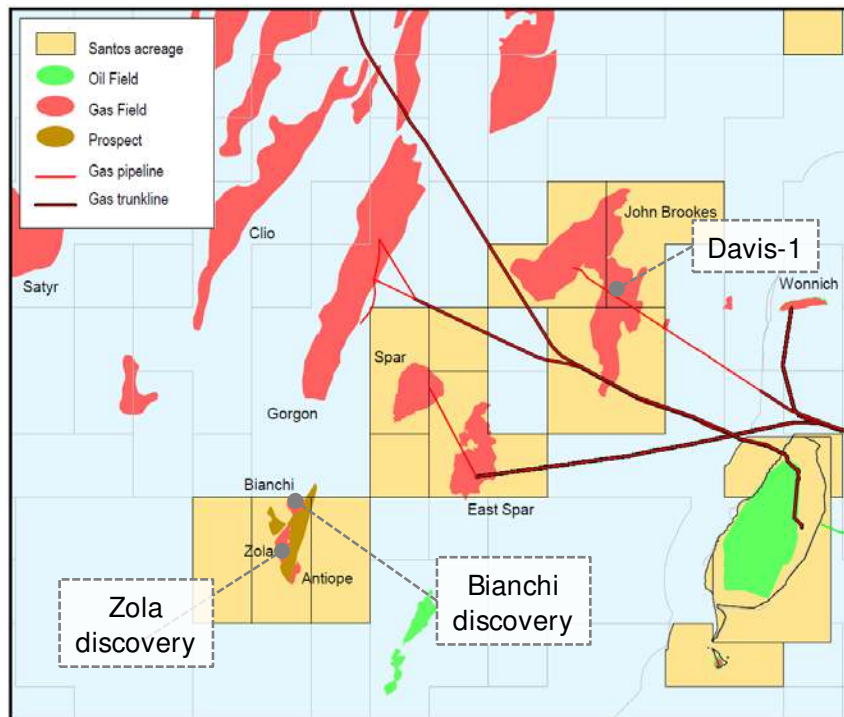 Santos acreage
Oil Field
Gas Field
Prospect
Gas pipeline
Gas trunkline
John Brookes
Davis-1
Clio
Wonnich
Satyr
Spar
Gorgon
Bianchi
East Spar
Zola
Antiope
Zola
discovery
Bianchi
discovery